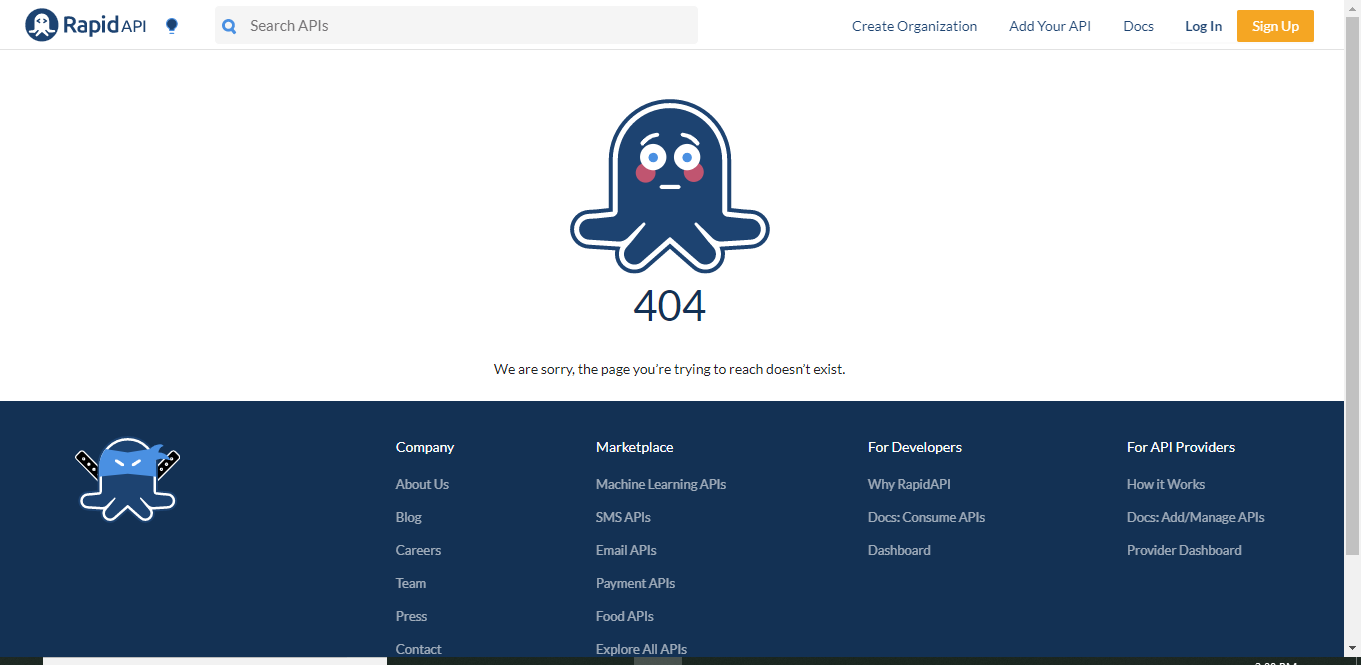 RapidAPI
Search APIs
Create Organization
Add Your API
Docs
Log In
Sign Up
404
We are sorry, the page you’re trying to reach doesn’t exist.
Company
About Us
Blog
Careers
Team
Press
Contact
Marketplace
Machine Learning APIs
SMS APIs
Email APIs
Payment APIs
Food APIs
Explore All APIs
For Developers
Why RapidAPI
Docs: Consume APIs
Dashboard
For API Providers
How it Works
Docs: Add/Manage APIs
Provider Dashboard